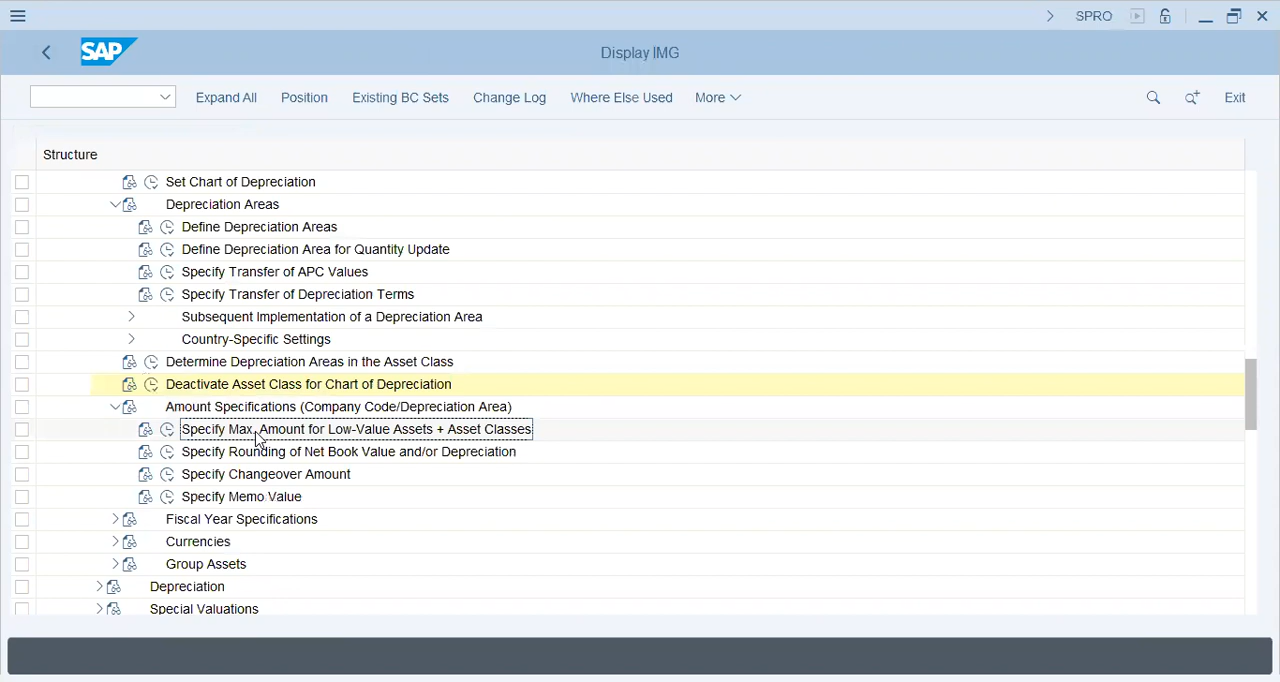 SPRO
SAP
Display IMG
Expand All
Position
Existing BC Sets
Change Log
Where Else Used
More
Exit
Structure
Set Chart of Depreciation
Depreciation Areas
Define Depreciation Areas
Define Depreciation Area for Quantity Update
Specify Transfer of APC Values
Specify Transfer of Depreciation Terms
Subsequent Implementation of a Depreciation Area
Country-Specific Settings
Determine Depreciation Areas in the Asset Class
Deactivate Asset Class for Chart of Depreciation
Amount Specifications (Company Code/Depreciation Area)
Specify Max. Amount for Low-Value Assets + Asset Classes
Specify Rounding of Net Book Value and/or Depreciation
Specify Changeover Amount
Specify Memo Value
Fiscal Year Specifications
Currencies
Group Assets
Depreciation
Special Valuations